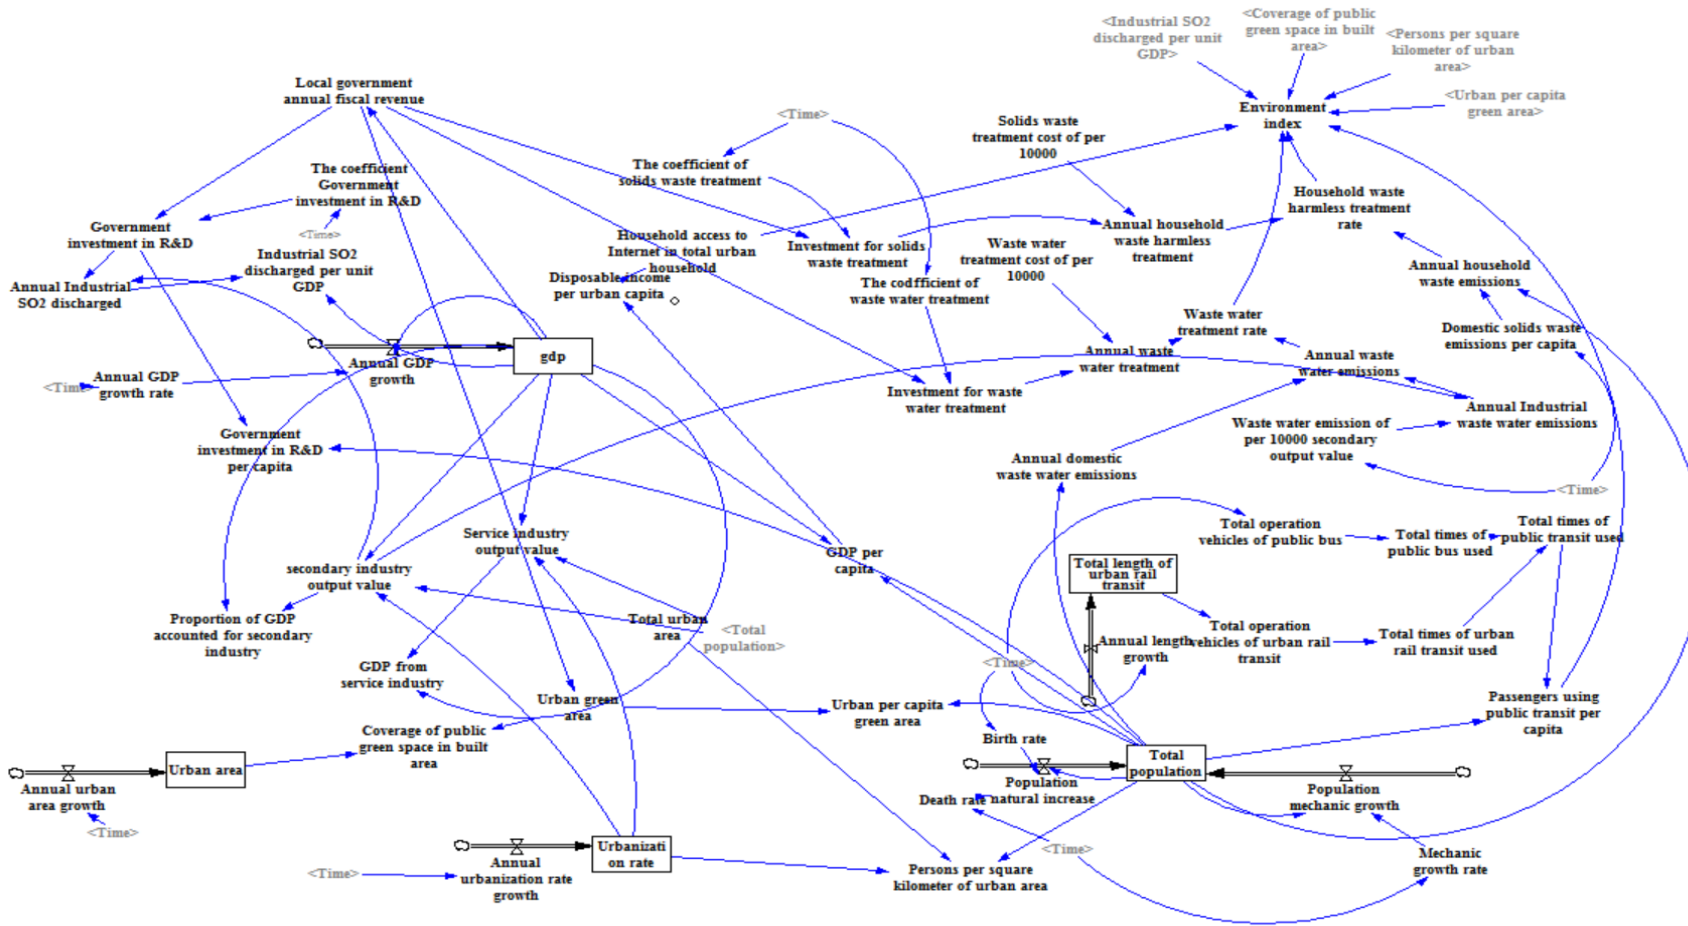 <Industrial SO2
discharged per unit
GDP>
<Coverage of public
green space in built
area>
<Persons per square
kilometer of urban
area>
<Urban per capita
green area>
Environment
index
Local government
annual fiscal revenue
<Time>
Solids waste
treatment cost of per
10000
The coefficient of
solids waste treatment
The coefficient
Government
investment in R&D
Household waste
harmless treatment
rate
Government
investment in R&D
<Time>
Annual household
waste harmless
treatment
Household access to
Internet in total urban
household
Investment for solids
waste treatment
Waste water
treatment cost of per
10000
Industrial SO2
discharged per unit
GDP
Annual household
waste emissions
Annual Industrial
SO2 discharged
Disposable income
per urban capita
The codfficient of
waste water treatment
Waste water
treatment rate
Domestic solids waste
emissions per capita
gdp
Annual GDP
growth
Annual waste
water treatment
Annual waste
water emissions
<Time>
Annual GDP
growth rate
Investment for waste
water treatment
Annual Industrial
waste water emissions
Waste water emission of
per 10000 secondary
output value
Government
investment in R&D
per capita
Annual domestic
waste water emissions
<Time>
Service industry
output value
GDP per
capita
Total operation
vehicles of public bus
Total times of
public bus used
Total times of
public transit used
secondary industry
output value
Total length of
urban rail
transit
Proportion of GDP
accounted for secondary
industry
Total urban
area
<Total
population>
Annual length
growth
Total operation
vehicles of urban rail
transit
Total times of urban
rail transit used
<Time>
GDP from
service industry
Urban green
area
Urban per capita
green area
Passengers using
public transit per
capita
Coverage of public
green space in built
area
Birth rate
Total
population
Urban area
Annual urban
area growth
Population
natural increase
Death rate
Population
mechanic growth
<Time>
Urbanizati
on rate
<Time>
Mechanic
growth rate
<Time>
Annual
urbanization rate
growth
Persons per square
kilometer of urban area